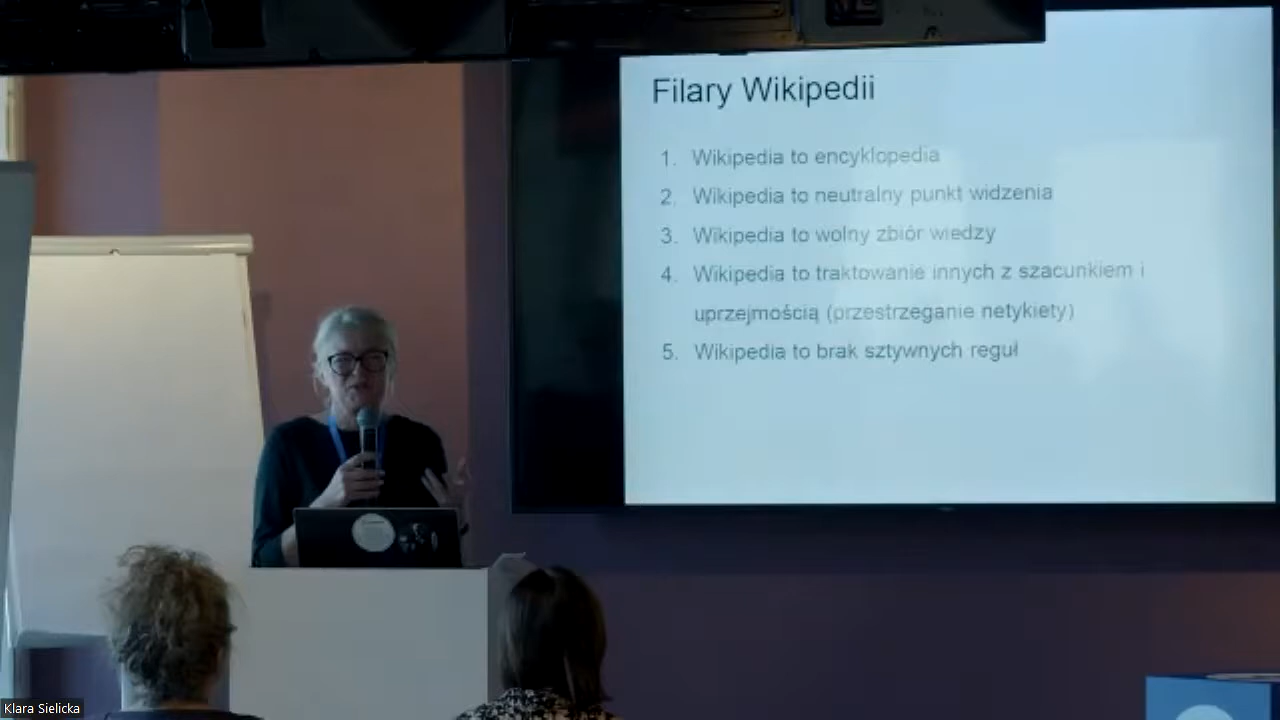 Filary Wikipedii
1. Wikipedia to encyklopedia
2. Wikipedia to neutralny punkt widzenia
3. Wikipedia to wolny zbiór wiedzy
4. Wikipedia to traktowanie innych z szacunkiem i
uprzejmością (przestrzeganie netykiety)
5. Wikipedia to brak sztywnych reguł
Klara Sielicka